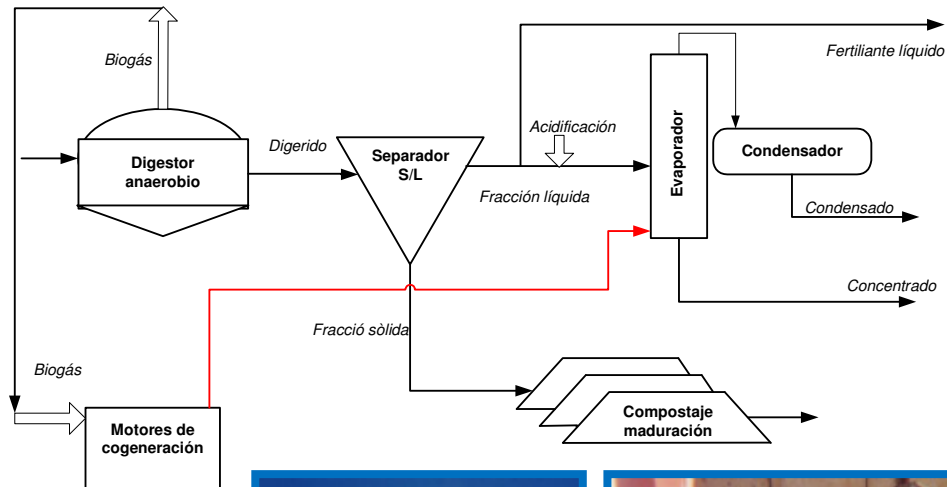 Biogás
Fertiliante líquido
Acidificación
Evaporador
Condensador
Digestor
anaerobio
Digerido
Separador
S/L
Fracción líquida
Condensado
Concentrado
Fracció sòlida
Biogás
Compostaje
maduración
Motores de
cogeneración